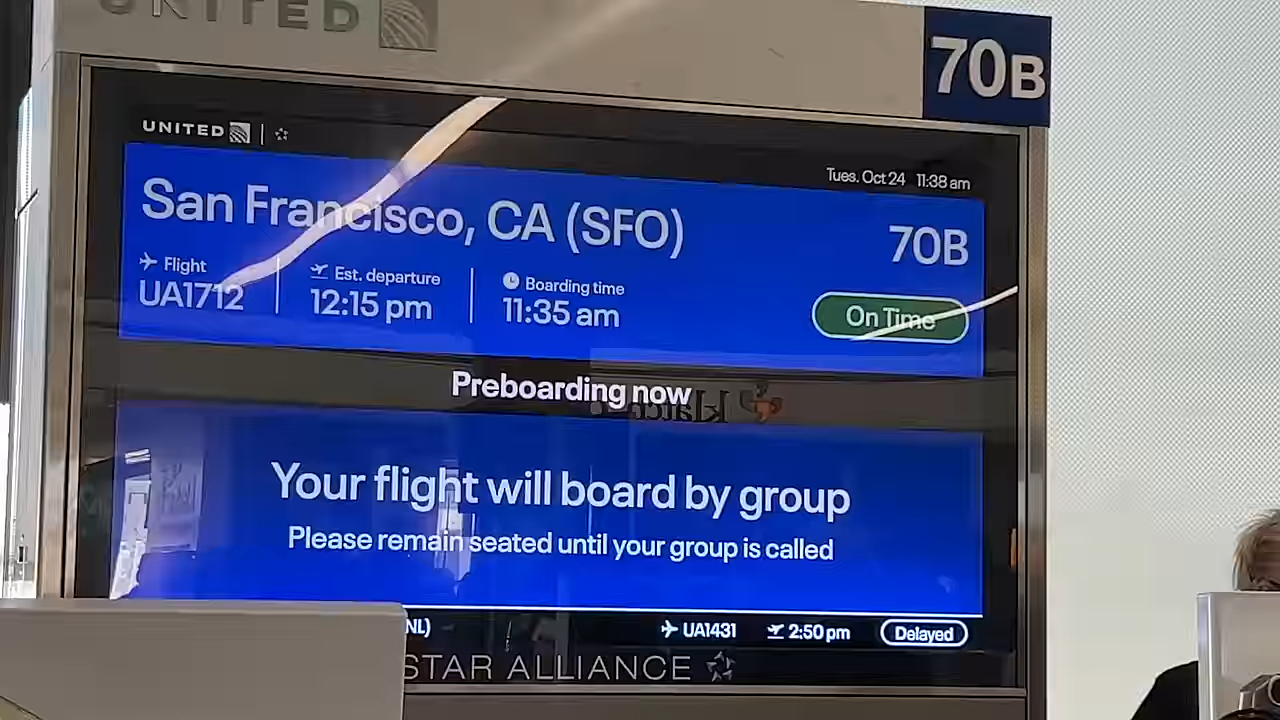 UNITED
70B
UNITED
Tues. Oct 24 11:38 am
San Francisco, CA (SFO)
70B
Flight
UA1712
Est. departure
12:15 pm
Boarding time
11:35 am
On Time
Preboarding now
Your flight will board by group
Please remain seated until your group is called
NL) UA1431 2:50 pm Delayed
STAR ALLIANCE